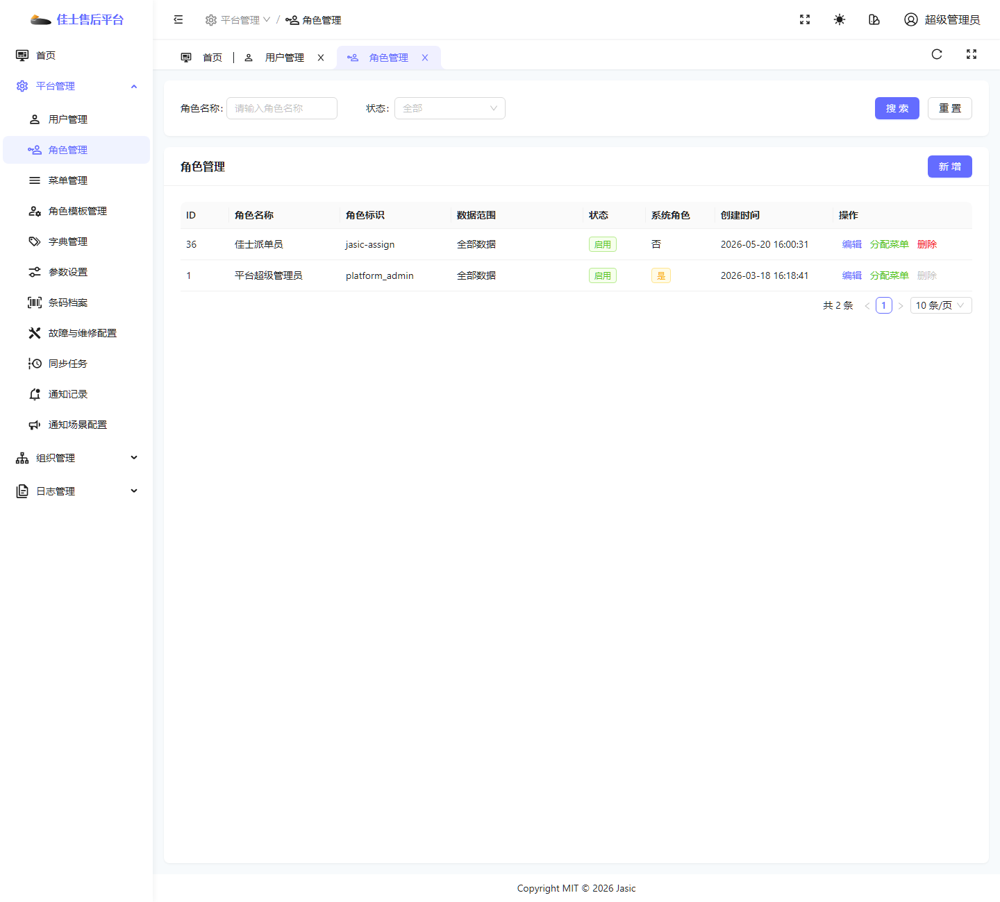 佳士售后平台
首页
平台管理
用户管理
角色管理
菜单管理
角色模板管理
字典管理
参数设置
条码档案
故障与维修配置
同步任务
通知记录
通知场景配置
组织管理
日志管理
平台管理 / 角色管理
超级管理员
首页 用户管理 角色管理
角色名称: 请输入角色名称 状态: 全部 搜 索 重 置
角色管理 新 增
ID 角色名称 角色标识 数据范围 状态 系统角色 创建时间 操作
36 佳士派单员 jasic-assign 全部数据 启用 否 2026-05-20 16:00:31 编辑 分配菜单 删除
1 平台超级管理员 platform_admin 全部数据 启用 是 2026-03-18 16:18:41 编辑 分配菜单 删除
共 2 条 < 1 > 10 条/页
Copyright MIT © 2026 Jasic